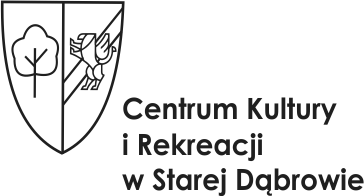 Centrum Kultury
i Rekreacji
w Starej Dąbrowie